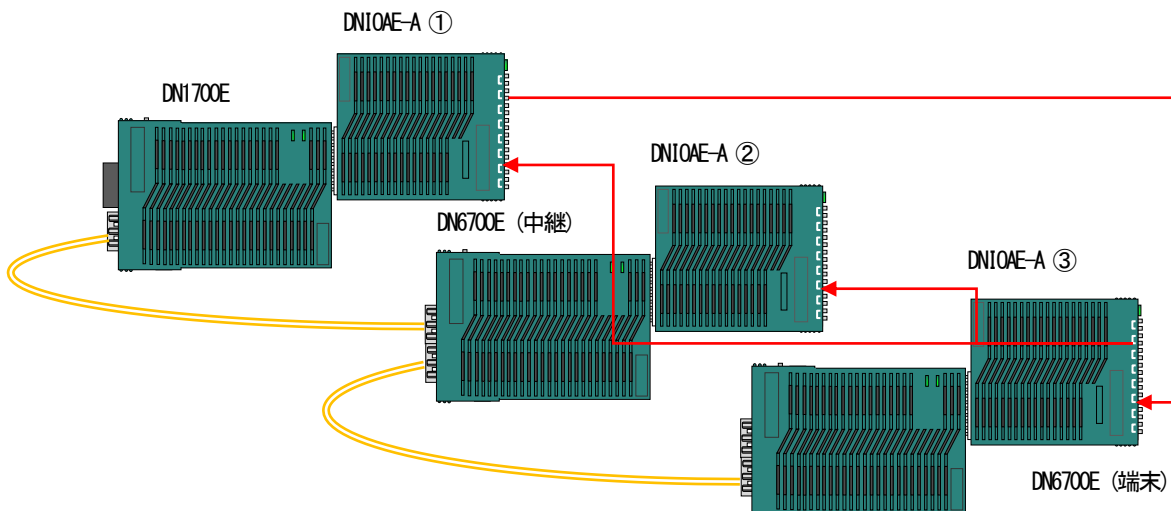 DNIOAE-A ①
DN1700E
DNIOAE-A ②
DN6700E (中継)
DNIOAE-A ③
DN6700E (端末)